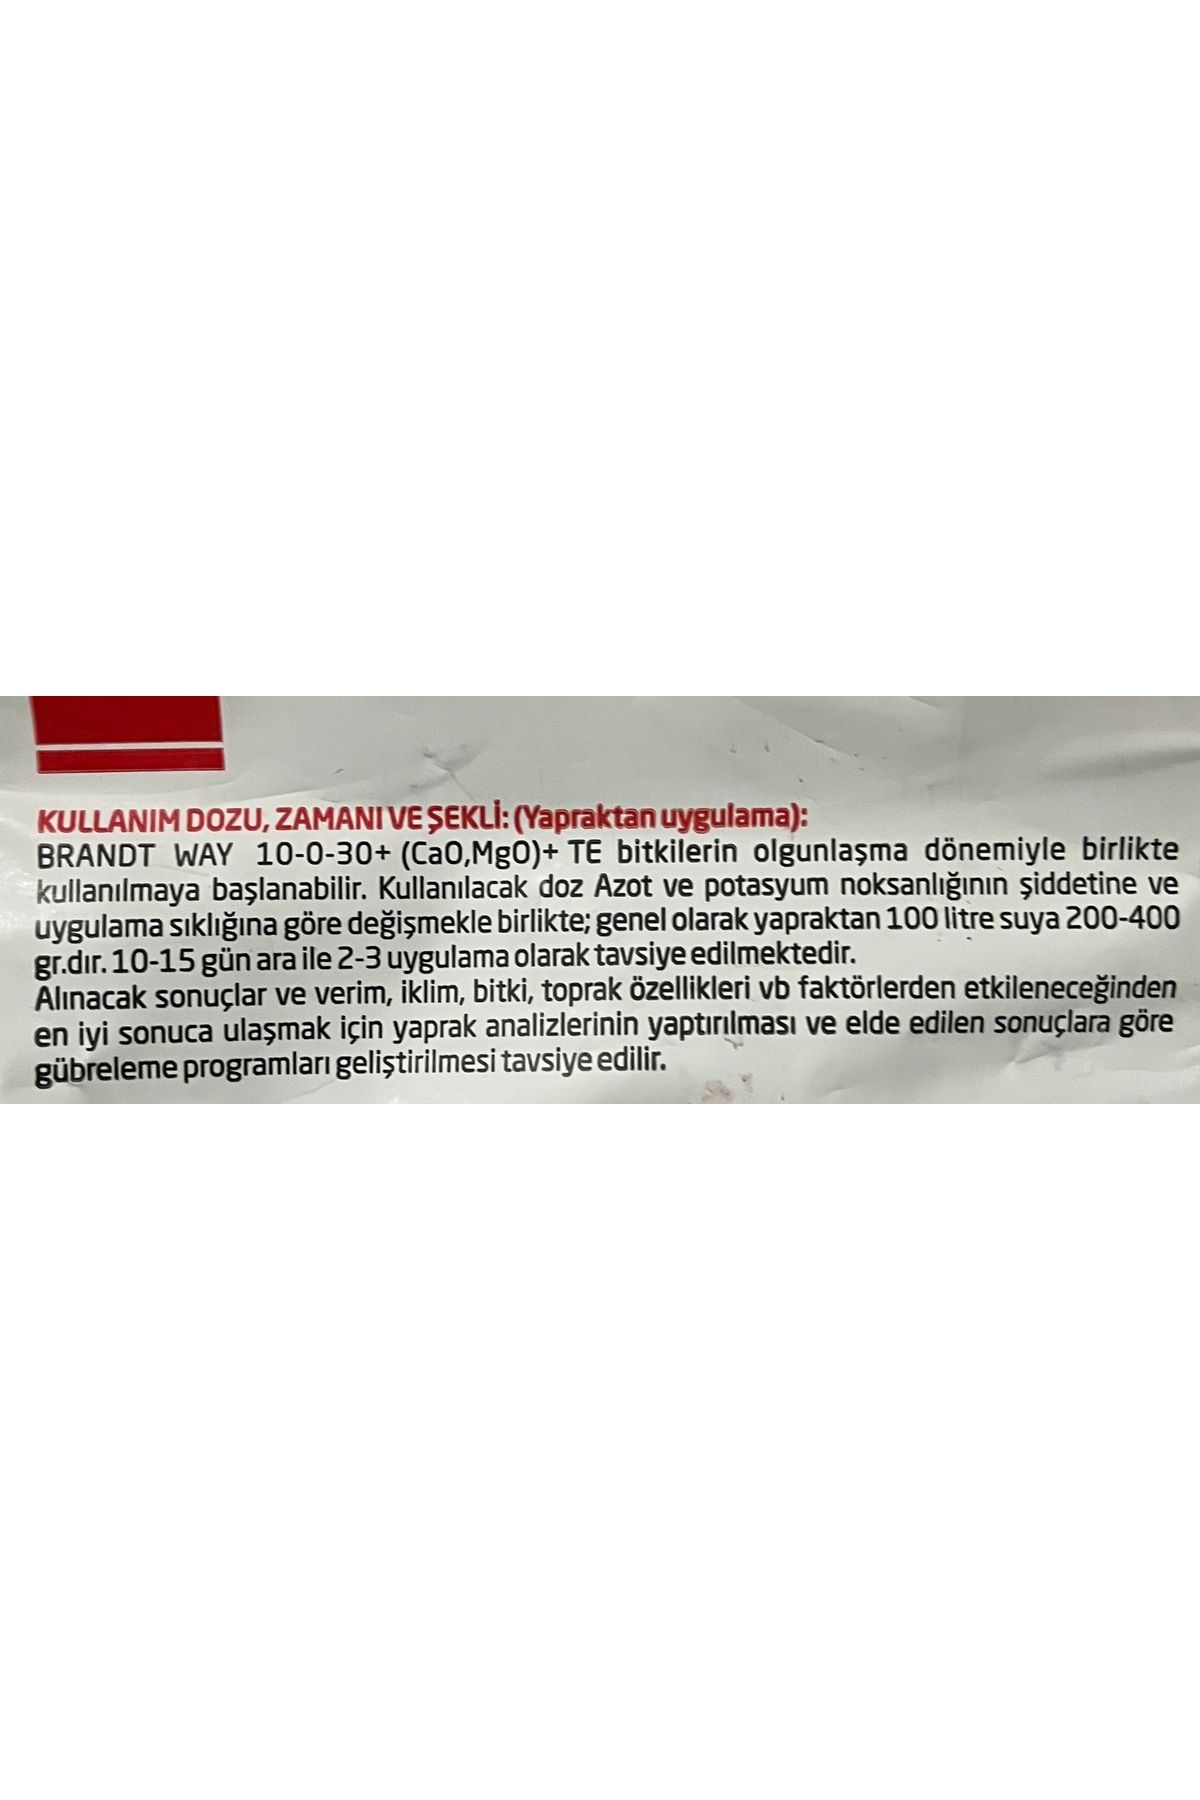 KULLANIM DOZU, ZAMANI VE ŞEKLİ: (Yapraktan uygulama):
BRANDT WAY 10-0-30+ (CaO,MgO)+ TE bitkilerin olgunlaşma dönemiyle birlikte
kullanılmaya başlanabilir. Kullanılacak doz Azot ve potasyum noksanlığının şiddetine ve
uygulama sıklığına göre değişmekle birlikte; genel olarak yapraktan 100 litre suya 200-400
gr.dır. 10-15 gün ara ile 2-3 uygulama olarak tavsiye edilmektedir.
Alınacak sonuçlar ve verim, iklim, bitki, toprak özellikleri vb faktörlerden etkileneceğinden
en iyi sonuca ulaşmak için yaprak analizlerinin yaptırılması ve elde edilen sonuçlara göre
gübreleme programları geliştirilmesi tavsiye edilir.